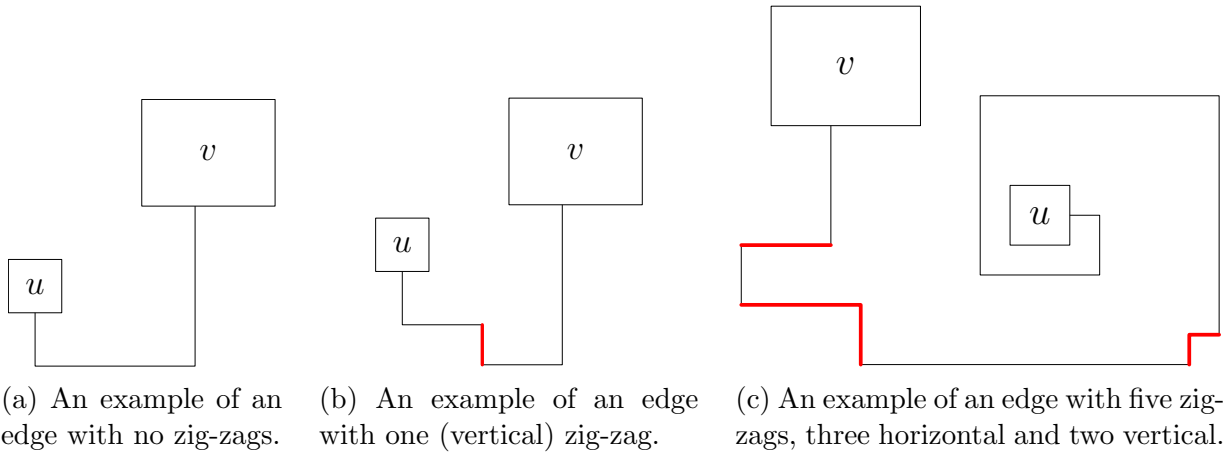 v
u
(a) An example of an
edge with no zig-zags.
v
u
(b) An example of an edge
with one (vertical) zig-zag.
v
u
(c) An example of an edge with five zig-
zags, three horizontal and two vertical.